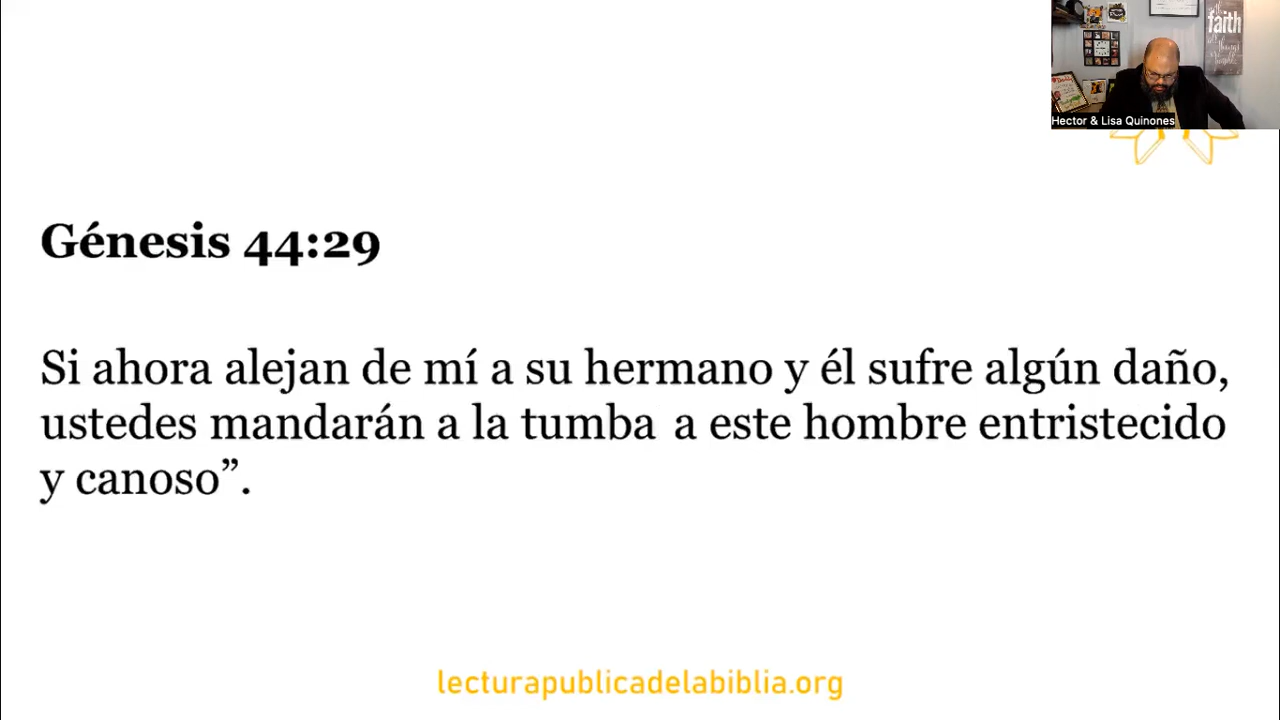 faith
Hector & Lisa Quinones
Génesis 44:29
Si ahora alejan de mí a su hermano y él sufre algún daño,
ustedes mandarán a la tumba a este hombre entristecido
y canoso”.
lecturapublicadelabiblia.org